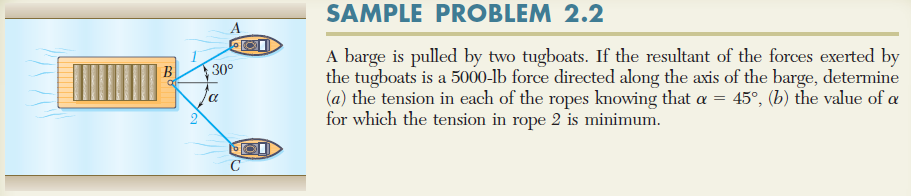 SAMPLE PROBLEM 2.2
A barge is pulled by two tugboats. If the resultant of the forces exerted by
the tugboats is a 5000-lb force directed along the axis of the barge, determine
(a) the tension in each of the ropes knowing that α = 45°, (b) the value of α
for which the tension in rope 2 is minimum.
A
1
30°
B
α
2
C